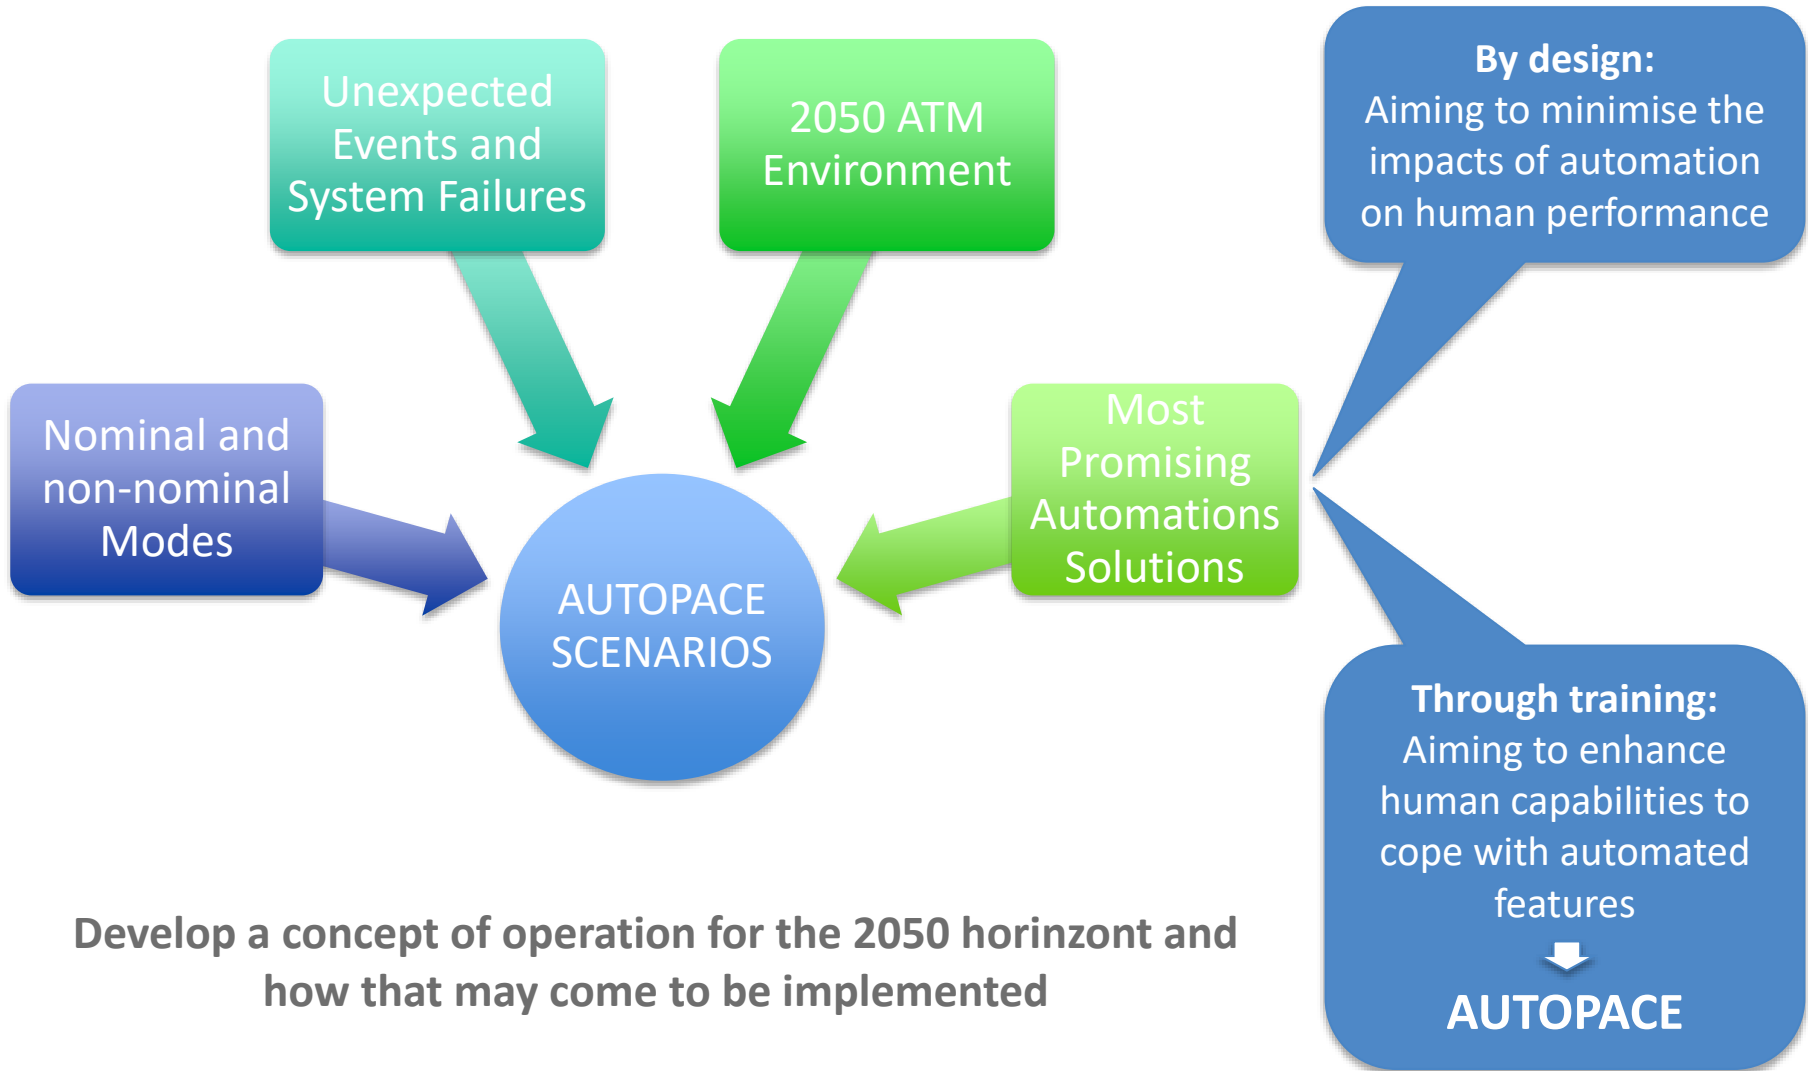 Unexpected
Events and
System Failures
2050 ATM
Environment
By design:
Aiming to minimise the
impacts of automation
on human performance
Nominal and
non-nominal
Modes
Most
Promising
Automations
Solutions
AUTOPACE
SCENARIOS
Through training:
Aiming to enhance
human capabilities to
cope with automated
features
AUTOPACE
Develop a concept of operation for the 2050 horinzont and
how that may come to be implemented